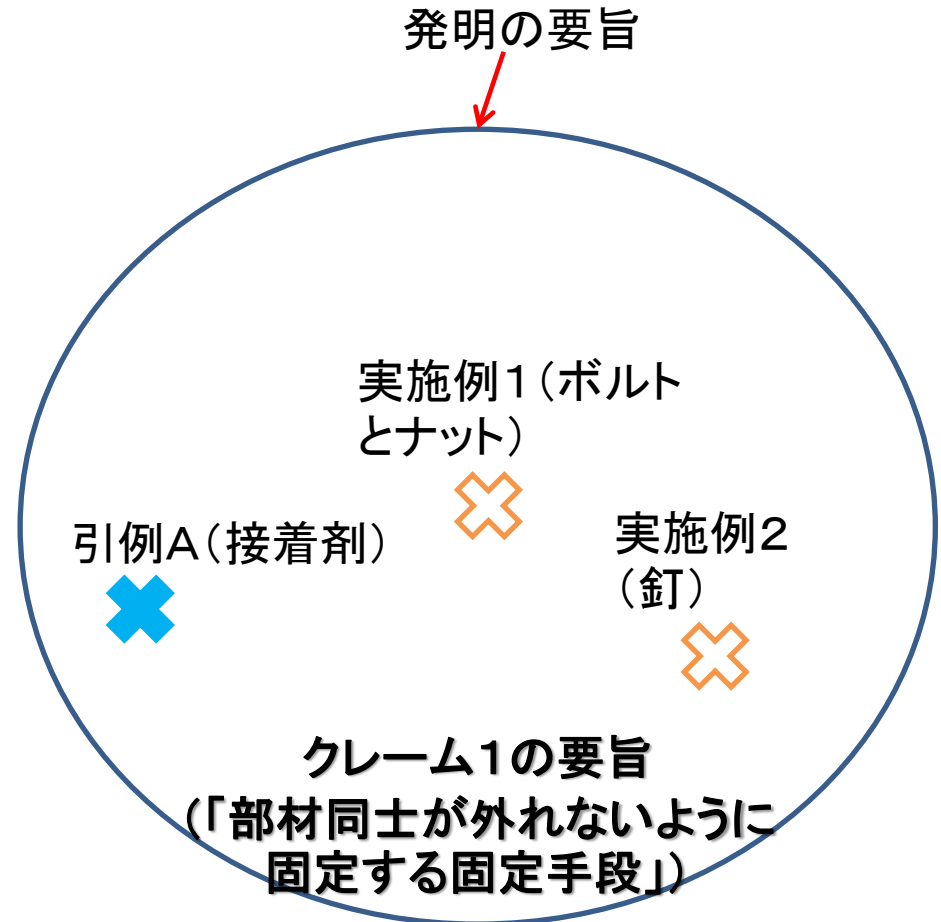 発明の要旨
実施例１（ボルト
とナット）
引例A（接着剤）
実施例２
（釘）
クレーム１の要旨
（「部材同士が外れないように
固定する固定手段」）